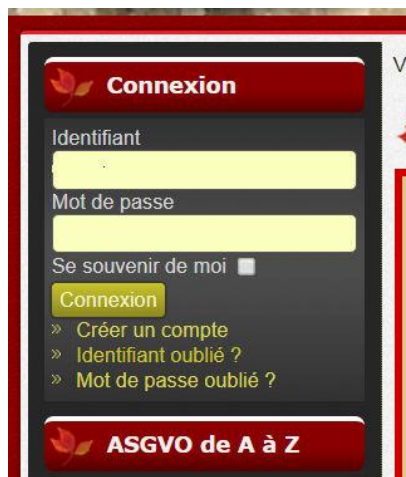 V
Connexion
Identifiant
Mot de passe
Se souvenir de moi
Connexion
» Créer un compte
» Identifiant oublié ?
» Mot de passe oublié ?
ASGVO de A à Z